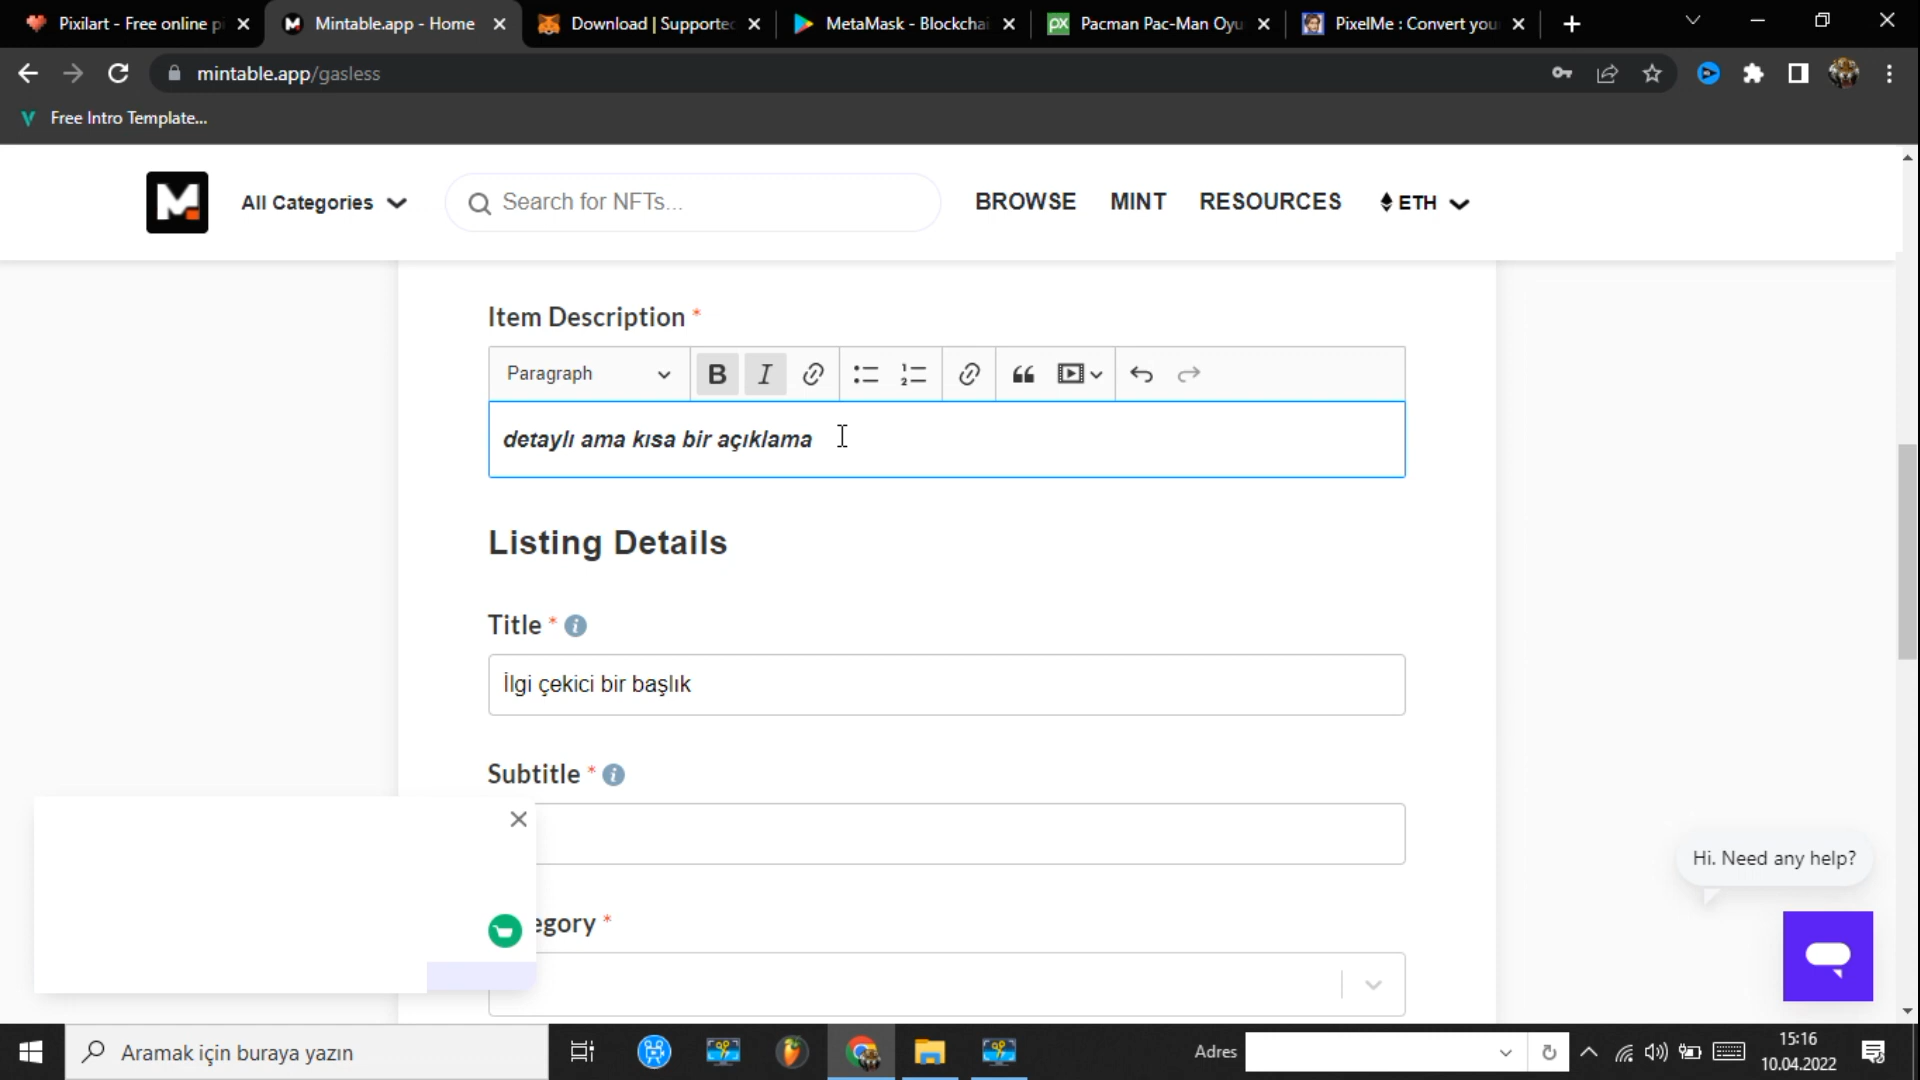 Pixilart - Free online p
Mintable.app - Home
Download | Supported
MetaMask - Blockchai
Pacman Pac-Man Oyu
PixelMe : Convert you
mintable.app/gasless
Free Intro Template...
All Categories
Search for NFTs...
BROWSE
MINT
RESOURCES
ETH
Item Description *
Paragraph
detaylı ama kısa bir açıklama
Listing Details
Title *
İlgi çekici bir başlık
Subtitle *
egory *
Hi. Need any help?
Aramak için buraya yazın
Adres
15:16
10.04.2022